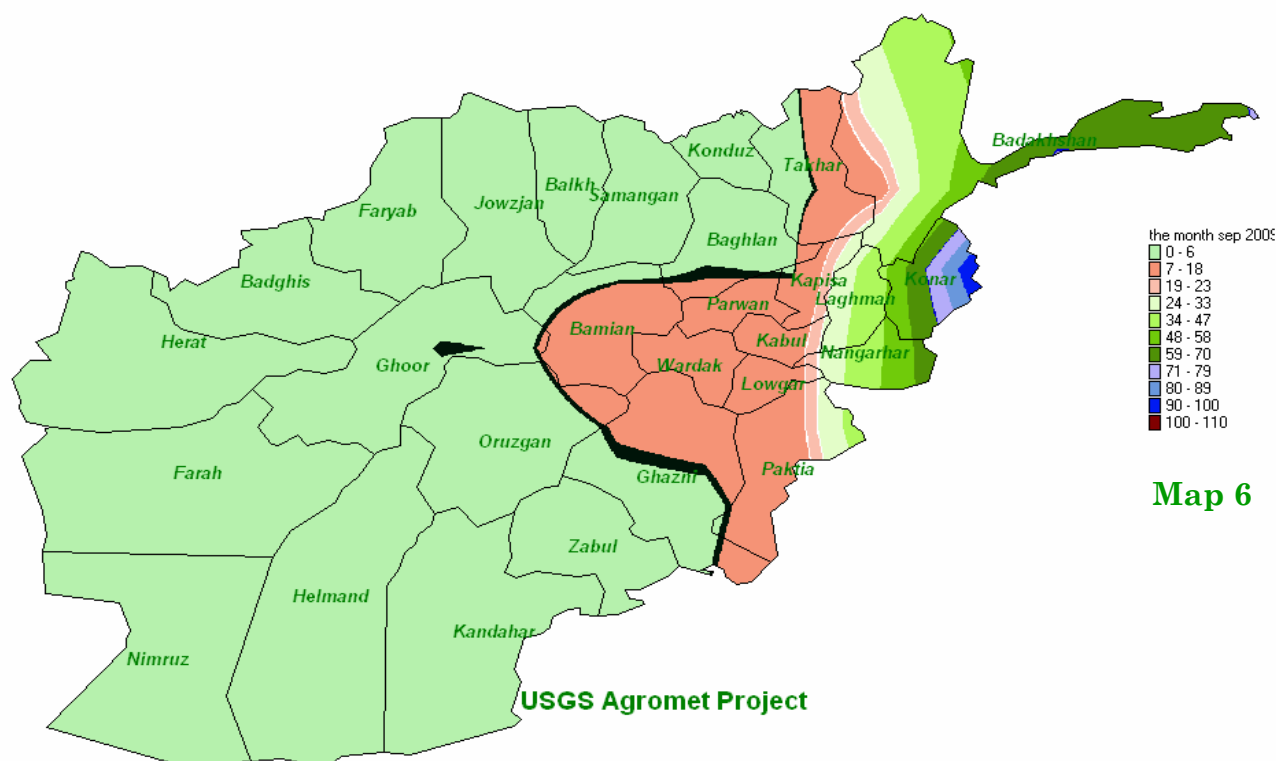 Badakhshan
Konduz
Takhar
Balkh
Samangan
Jowzjan
Faryab
Baghlan
the month sep 2009
0 - 6
7 - 18
19 - 23
24 - 33
34 - 47
48 - 58
59 - 70
71 - 79
80 - 89
90 - 100
100 - 110
Badghis
Kapisa
Konar
Laghman
Parwan
Bamian
Herat
Kabul
Nangarhar
Ghoor
Wardak
Lowgar
Oruzgan
Farah
Ghazni
Paktia
Map 6
Zabul
Helmand
Kandahar
Nimruz
USGS Agromet Project